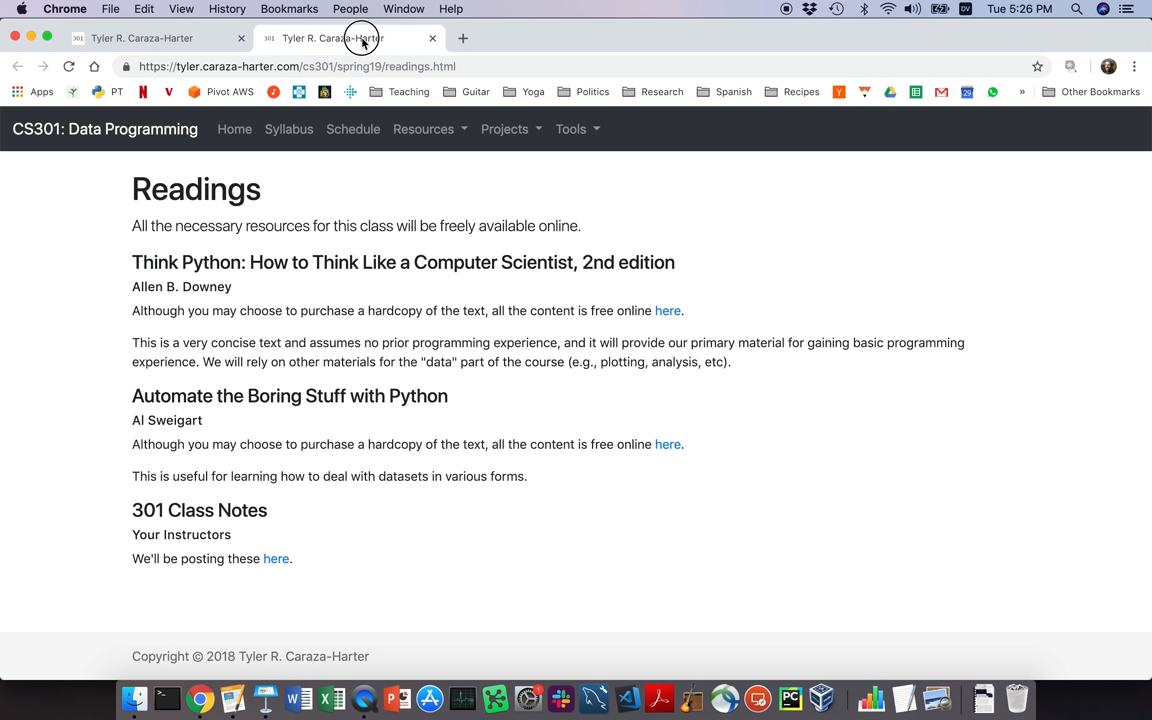 Chrome File Edit View History Bookmarks People Window Help Tue 5:26 PM
301 Tyler R. Caraza-Harter 301 Tyler R. Caraza-Harter
https://tyler.caraza-harter.com/cs301/spring19/readings.html
Apps PT Pivot AWS Teaching Guitar Yoga Politics Research Spanish Recipes » Other Bookmarks
CS301: Data Programming Home Syllabus Schedule Resources Projects Tools
Readings
All the necessary resources for this class will be freely available online.
Think Python: How to Think Like a Computer Scientist, 2nd edition
Allen B. Downey
Although you may choose to purchase a hardcopy of the text, all the content is free online here.
This is a very concise text and assumes no prior programming experience, and it will provide our primary material for gaining basic programming
experience. We will rely on other materials for the "data" part of the course (e.g., plotting, analysis, etc).
Automate the Boring Stuff with Python
Al Sweigart
Although you may choose to purchase a hardcopy of the text, all the content is free online here.
This is useful for learning how to deal with datasets in various forms.
301 Class Notes
Your Instructors
We'll be posting these here.
Copyright © 2018 Tyler R. Caraza-Harter